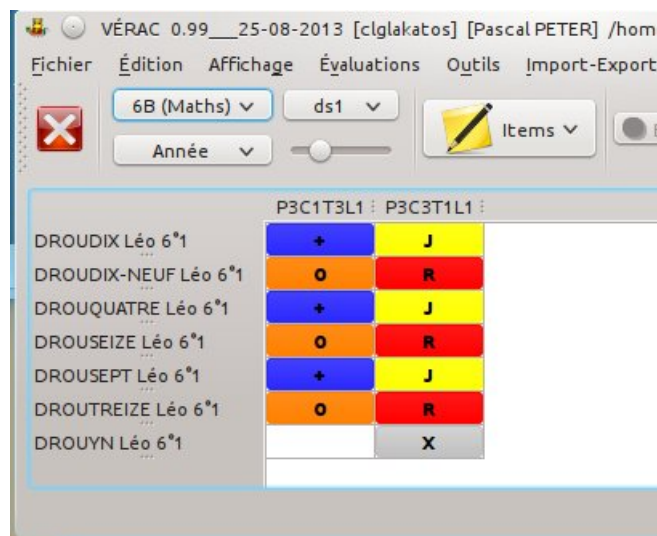 VÉRAC 0.99___25-08-2013 [clglakatos] [Pascal PETER] /hom
Fichier Édition Affichage Évaluations Outils Import-Export
6B (Maths) ds1
Items
Année
P3C1T3L1 P3C3T1L1
DROUDIX Léo 6°1 + J
DROUDIX-NEUF Léo 6°1 O R
DROUQUATRE Léo 6°1 + J
DROUSEIZE Léo 6°1 O R
DROUSEPT Léo 6°1 + J
DROUTREIZE Léo 6°1 O R
DROUYN Léo 6°1 X